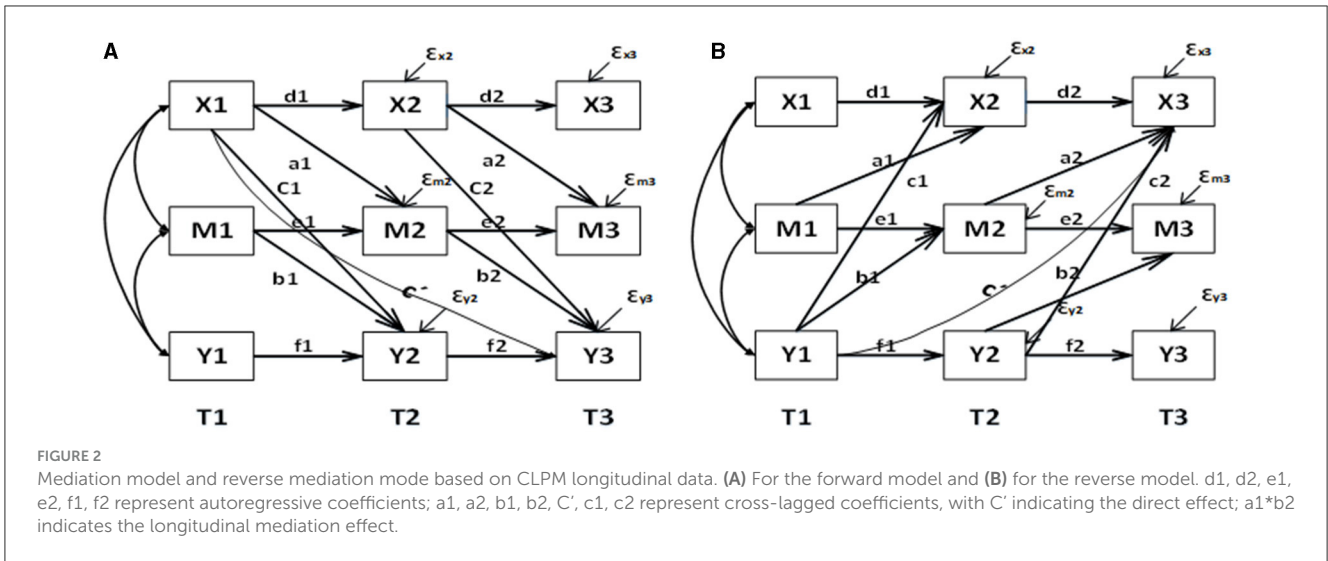 A
εx2
εx3
X1
d1
X2
d2
X3
a1
a2
C1
C2
εm2
εm3
M1
e1
M2
e2
M3
b1
b2
C'
εy2
εy3
Y1
f1
Y2
f2
Y3
T1
T2
T3
B
εx2
εx3
X1
d1
X2
d2
X3
a1
a2
c1
c2
εm2
εm3
M1
e1
M2
e2
M3
b1
b2
C'
εy2
εy3
Y1
f1
Y2
f2
Y3
T1
T2
T3
FIGURE 2
Mediation model and reverse mediation mode based on CLPM longitudinal data. (A) For the forward model and (B) for the reverse model. d1, d2, e1,
e2, f1, f2 represent autoregressive coefficients; a1, a2, b1, b2, C’, c1, c2 represent cross-lagged coefficients, with C’ indicating the direct effect; a1*b2
indicates the longitudinal mediation effect.